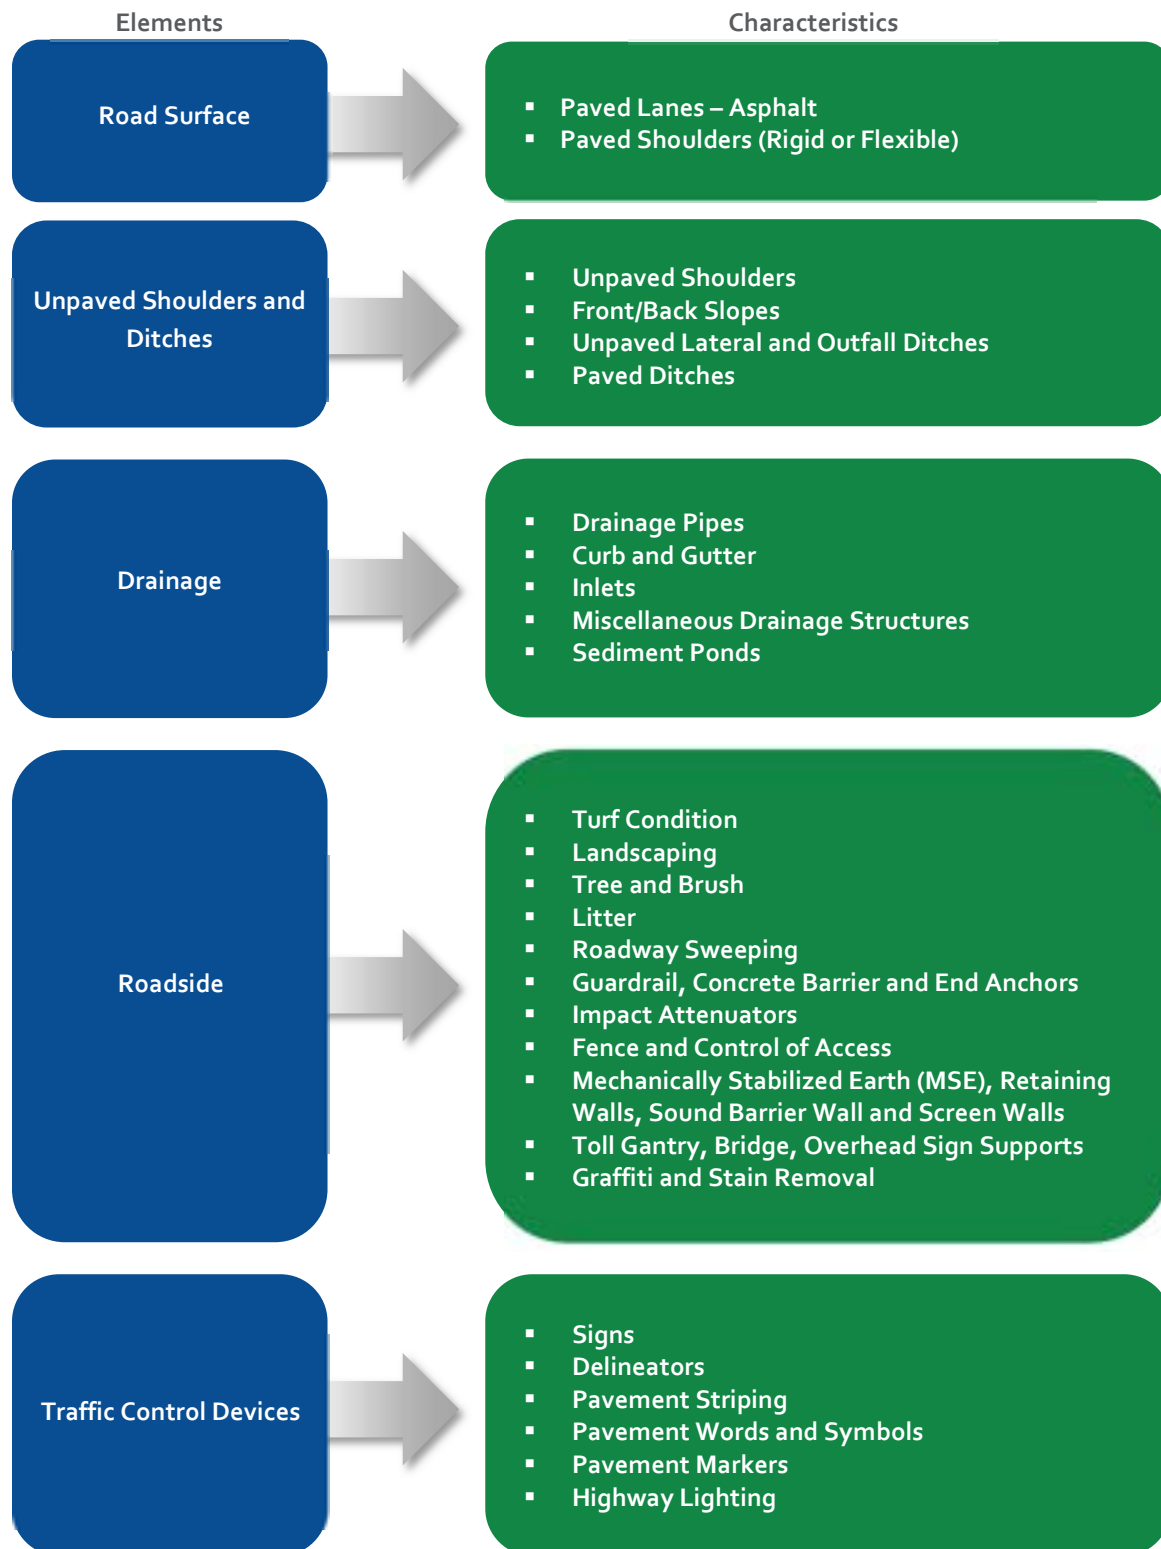 Elements
Characteristics
Road Surface
▪ Paved Lanes – Asphalt
▪ Paved Shoulders (Rigid or Flexible)
Unpaved Shoulders and
Ditches
▪ Unpaved Shoulders
▪ Front/Back Slopes
▪ Unpaved Lateral and Outfall Ditches
▪ Paved Ditches
Drainage
▪ Drainage Pipes
▪ Curb and Gutter
▪ Inlets
▪ Miscellaneous Drainage Structures
▪ Sediment Ponds
Roadside
▪ Turf Condition
▪ Landscaping
▪ Tree and Brush
▪ Litter
▪ Roadway Sweeping
▪ Guardrail, Concrete Barrier and End Anchors
▪ Impact Attenuators
▪ Fence and Control of Access
▪ Mechanically Stabilized Earth (MSE), Retaining
Walls, Sound Barrier Wall and Screen Walls
▪ Toll Gantry, Bridge, Overhead Sign Supports
▪ Graffiti and Stain Removal
Traffic Control Devices
▪ Signs
▪ Delineators
▪ Pavement Striping
▪ Pavement Words and Symbols
▪ Pavement Markers
▪ Highway Lighting